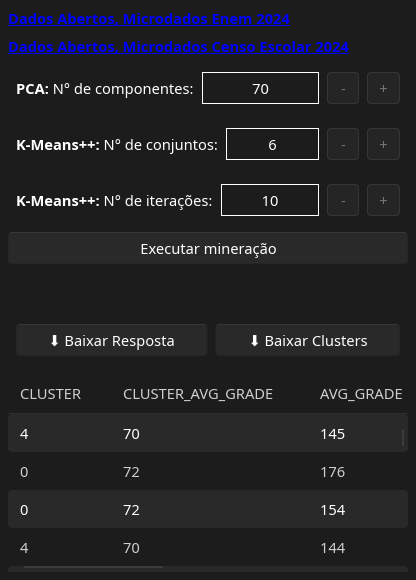 Dados Abertos, Microdados Enem 2024
Dados Abertos, Microdados Censo Escolar 2024
PCA: N° de componentes: 70 - +
K-Means++: N° de conjuntos: 6 - +
K-Means++: N° de iterações: 10 - +
Executar mineração
⬇ Baixar Resposta ⬇ Baixar Clusters
CLUSTER CLUSTER_AVG_GRADE AVG_GRADE
4 70 145
0 72 176
0 72 154
4 70 144